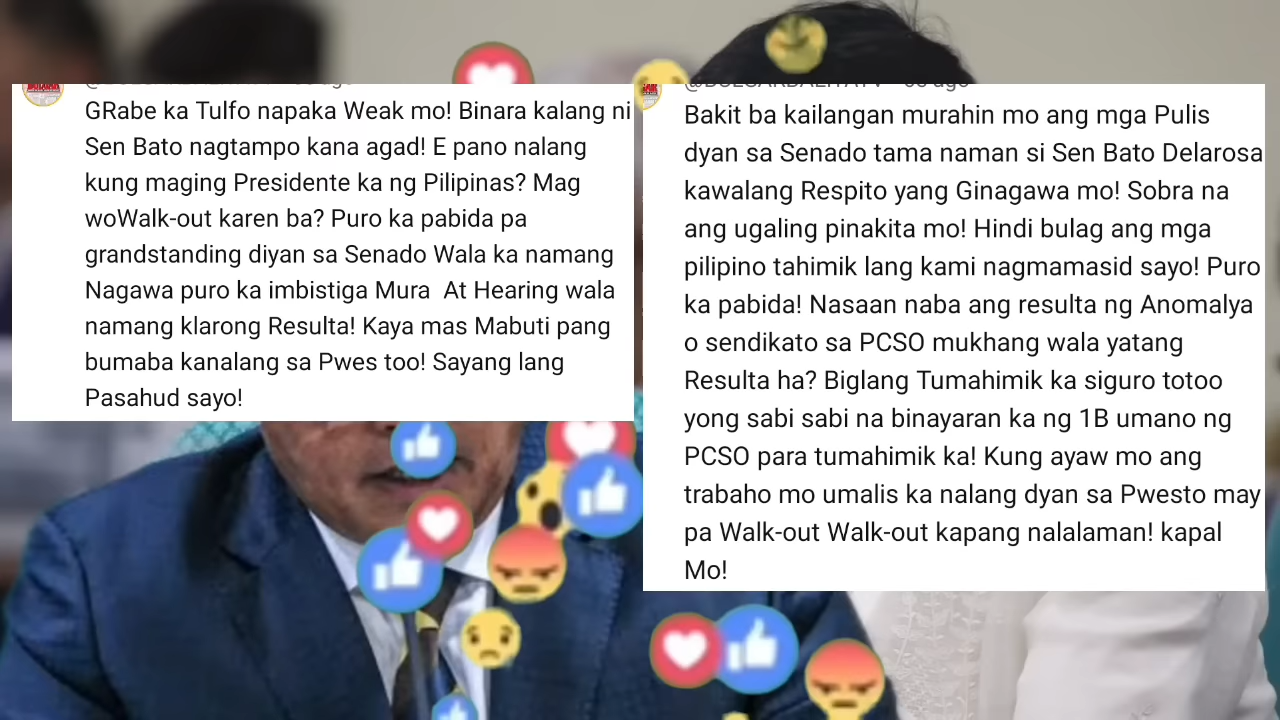 GRabe ka Tulfo napaka Weak mo! Binara kalang ni
Sen Bato nagtampo kana agad! E pano nalang
kung maging Presidente ka ng Pilipinas? Mag
woWalk-out karen ba? Puro ka pabida pa
grandstanding diyan sa Senado Wala ka namang
Nagawa puro ka imbistiga Mura  At Hearing wala
namang klarong Resulta! Kaya mas Mabuti pang
bumaba kanalang sa Pwes too! Sayang lang
Pasahud sayo!
Bakit ba kailangan murahin mo ang mga Pulis
dyan sa Senado tama naman si Sen Bato Delarosa
kawalang Respito yang Ginagawa mo! Sobra na
ang ugaling pinakita mo! Hindi bulag ang mga
pilipino tahimik lang kami nagmamasid sayo! Puro
ka pabida! Nasaan naba ang resulta ng Anomalya
o sendikato sa PCSO mukhang wala yatang
Resulta ha? Biglang Tumahimik ka siguro totoo
yong sabi sabi na binayaran ka ng 1B umano ng
PCSO para tumahimik ka! Kung ayaw mo ang
trabaho mo umalis ka nalang dyan sa Pwesto may
pa Walk-out Walk-out kapang nalalaman! kapal
Mo!